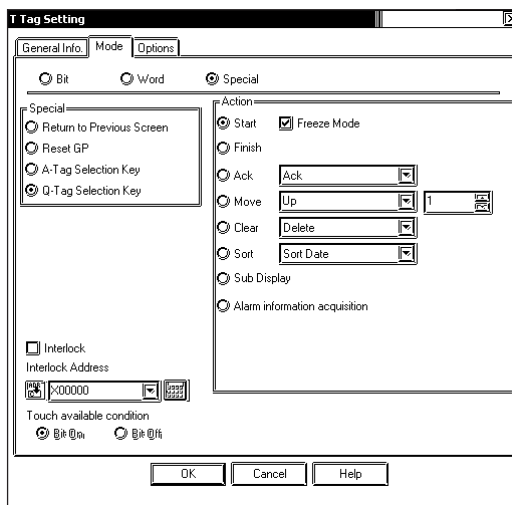 T Tag Setting
General Info. Mode Options
Bit Word Special
Special
Return to Previous Screen
Reset GP
A-Tag Selection Key
Q-Tag Selection Key
Action
Start Freeze Mode
Finish
Ack Ack
Move Up 1
Clear Delete
Sort Sort Date
Sub Display
Alarm information acquisition
Interlock
Interlock Address
X00000
Touch available condition
Bit On Bit Off
OK Cancel Help